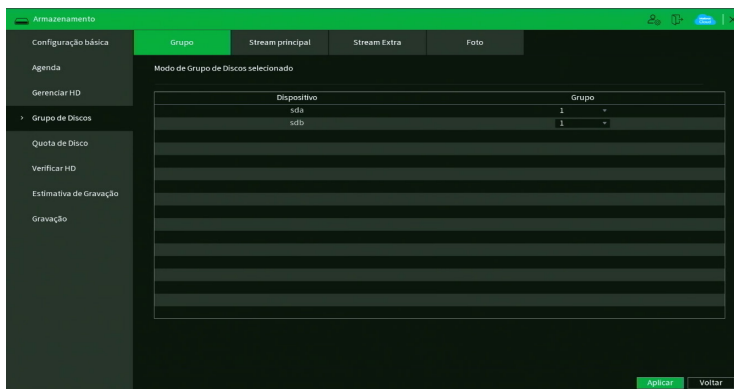 Armazenamento
Configuração básica
Grupo
Stream principal
Stream Extra
Foto
Agenda
Modo de Grupo de Discos selecionado
Gerenciar HD
Dispositivo
Grupo
sda
1
> Grupo de Discos
sdb
1
Quota de Disco
Verificar HD
Estimativa de Gravação
Gravação
Aplicar
Voltar